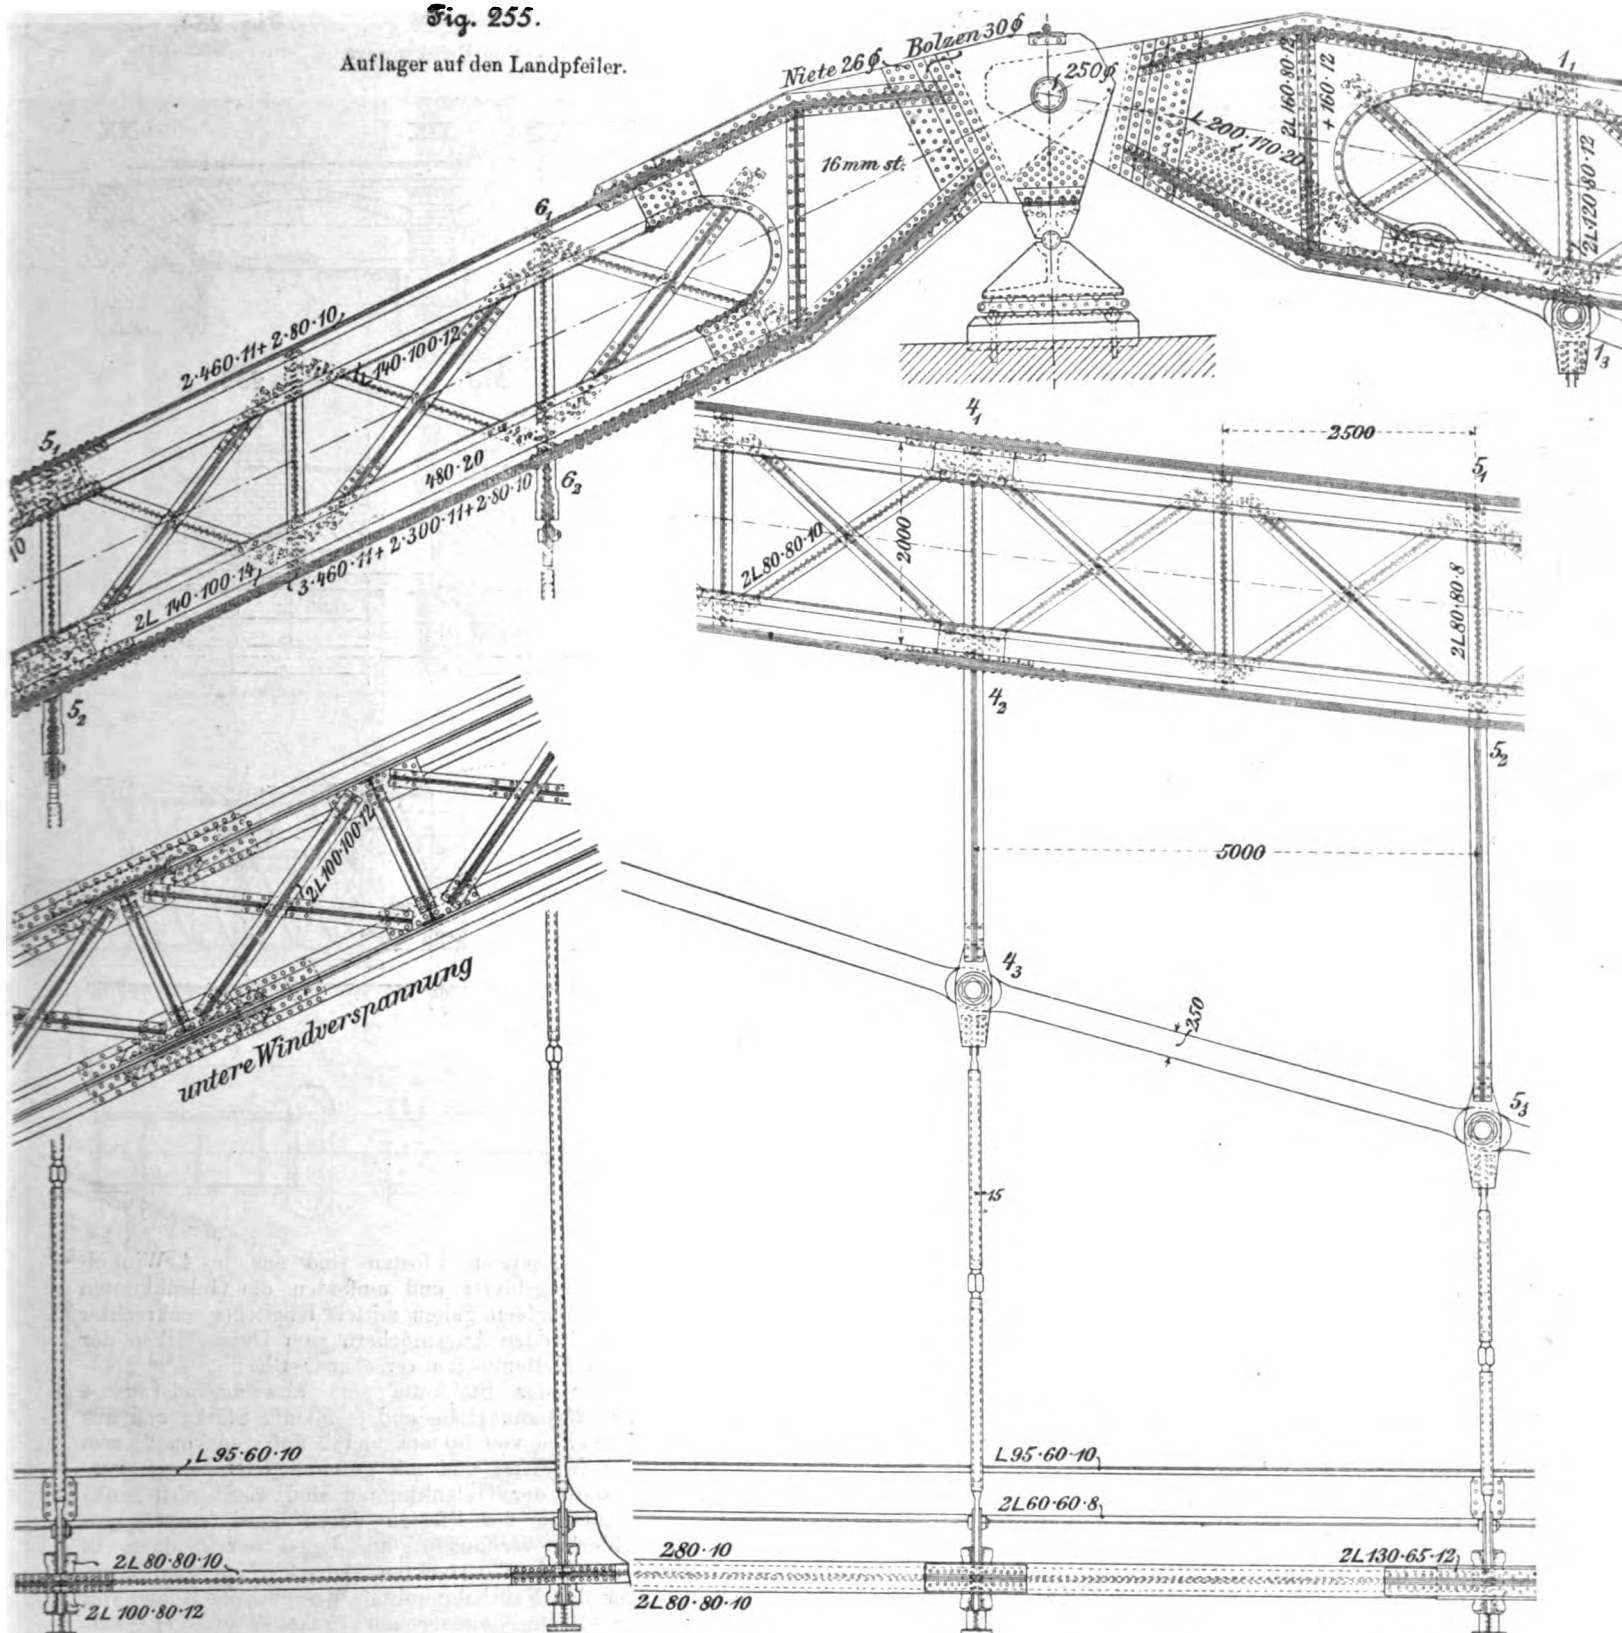 Fig. 255.
Auflager auf den Landpfeiler.
Niete 26 ϕ
Bolzen 30 ϕ
250 ϕ
16 mm st.
L 200·170·20
2L 160·80·12
+ 160·12
1₁
2L 120·80·12
1₃
6₁
2·460·11 + 2·80·10
L 140·100·12
5₁
480·20
6₂
3·460·11 + 2·300·11 + 2·80·10
2L 140·100·14
10
5₂
4₁
2500
5₁
2L 80·80·10
2000
2L 80·80·8
4₂
5₂
5000
2L 100·100·12
untere Windverspannung
4₃
250
5₃
15
L 95·60·10
L 95·60·10
2L 60·60·8
2L 80·80·10
280·10
2L 130·65·12
2L 100·80·12
2L 80·80·10